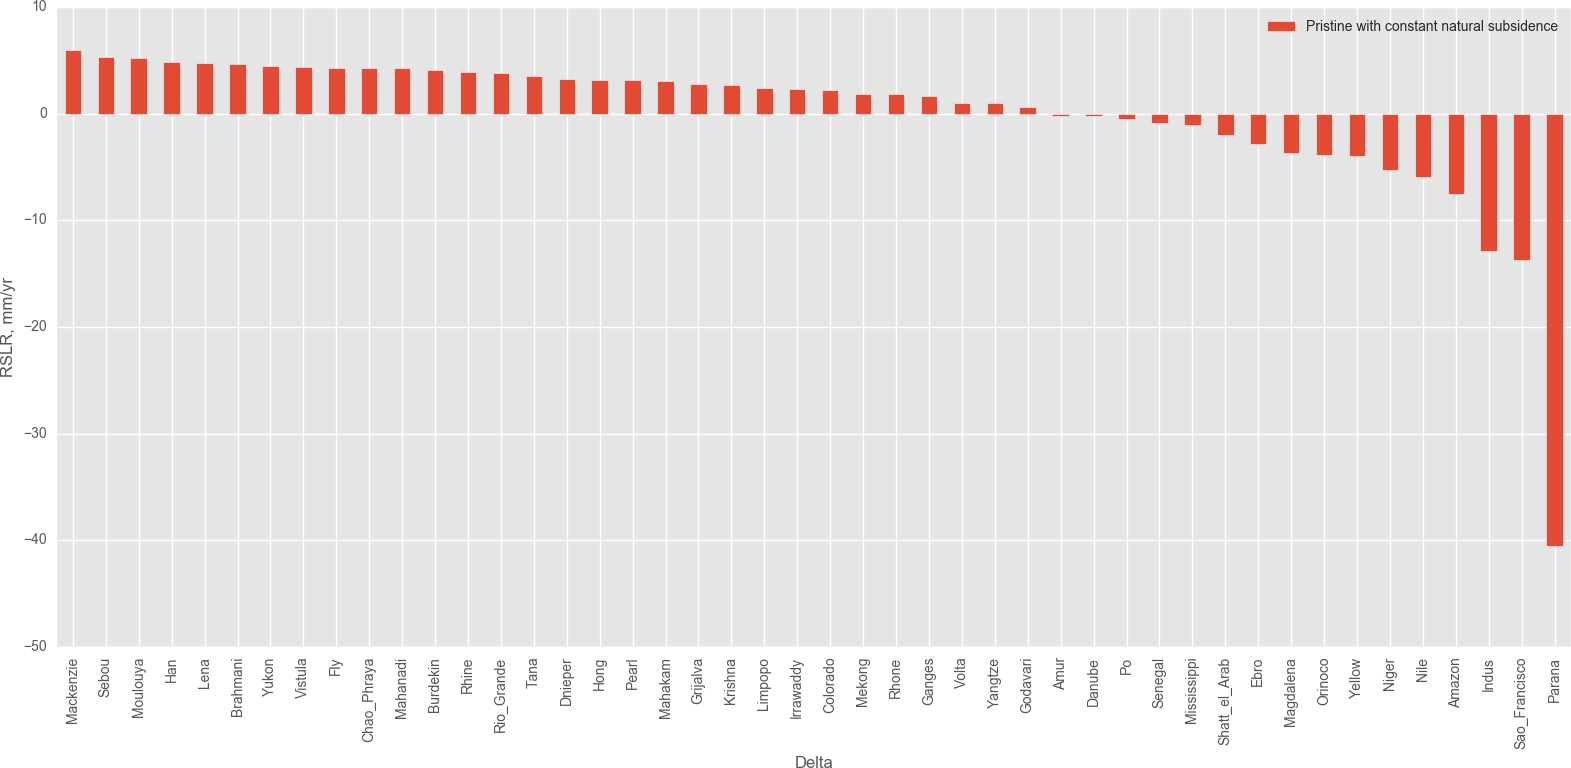 10
Pristine with constant natural subsidence
0
−10
−20
−30
−40
−50
RSLR, mm/yr
Mackenzie
Sebou
Moulouya
Han
Lena
Brahmani
Yukon
Vistula
Fly
Chao_Phraya
Mahanadi
Burdekin
Rhine
Rio_Grande
Tana
Dnieper
Hong
Pearl
Mahakam
Grijalva
Krishna
Limpopo
Irrawaddy
Colorado
Mekong
Rhone
Ganges
Volta
Yangtze
Godavari
Amur
Danube
Po
Senegal
Mississippi
Shatt_el_Arab
Ebro
Magdalena
Orinoco
Yellow
Niger
Nile
Amazon
Indus
Sao_Francisco
Parana
Delta